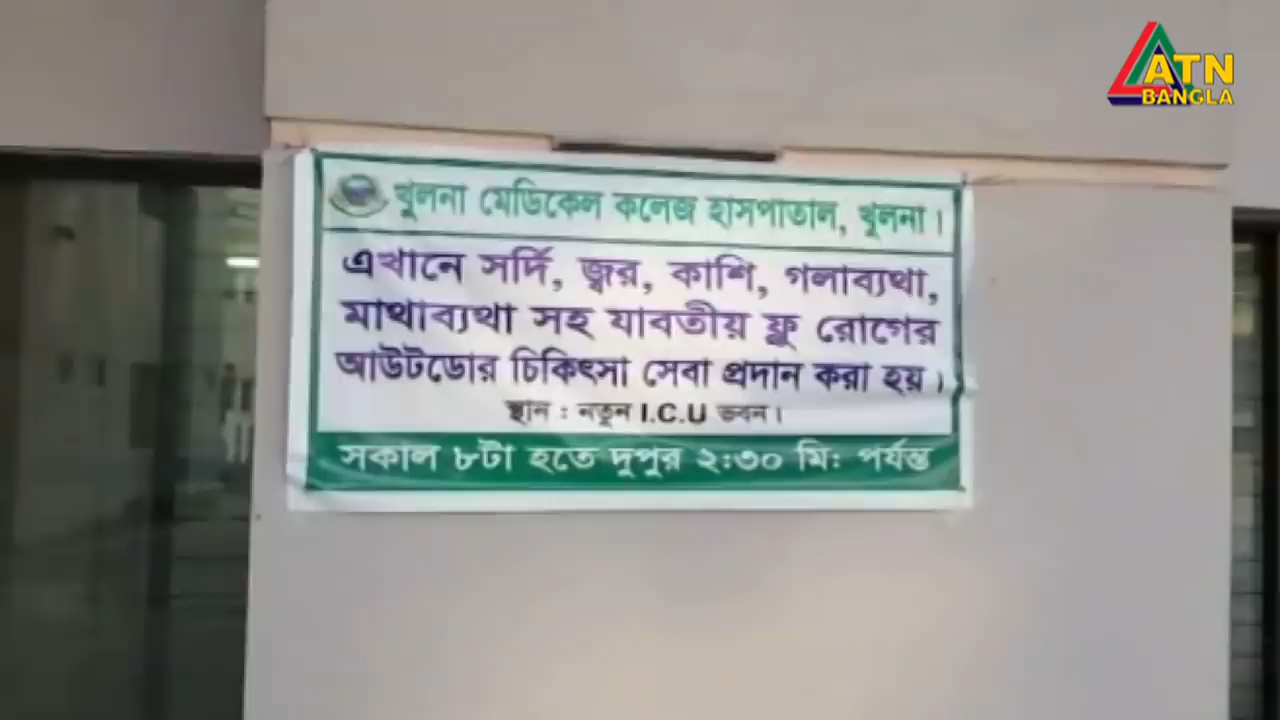 ATN
BANGLA
খুলনা মেডিকেল কলেজ হাসপাতাল, খুলনা।
এখানে সর্দি, জ্বর, কাশি, গলাব্যথা,
মাথাব্যথা সহ যাবতীয় ফ্লু রোগের
আউটডোর চিকিৎসা সেবা প্রদান করা হয়।
স্থান : নতুন I.C.U ভবন।
সকাল ৮টা হতে দুপুর ২:৩০ মি: পর্যন্ত